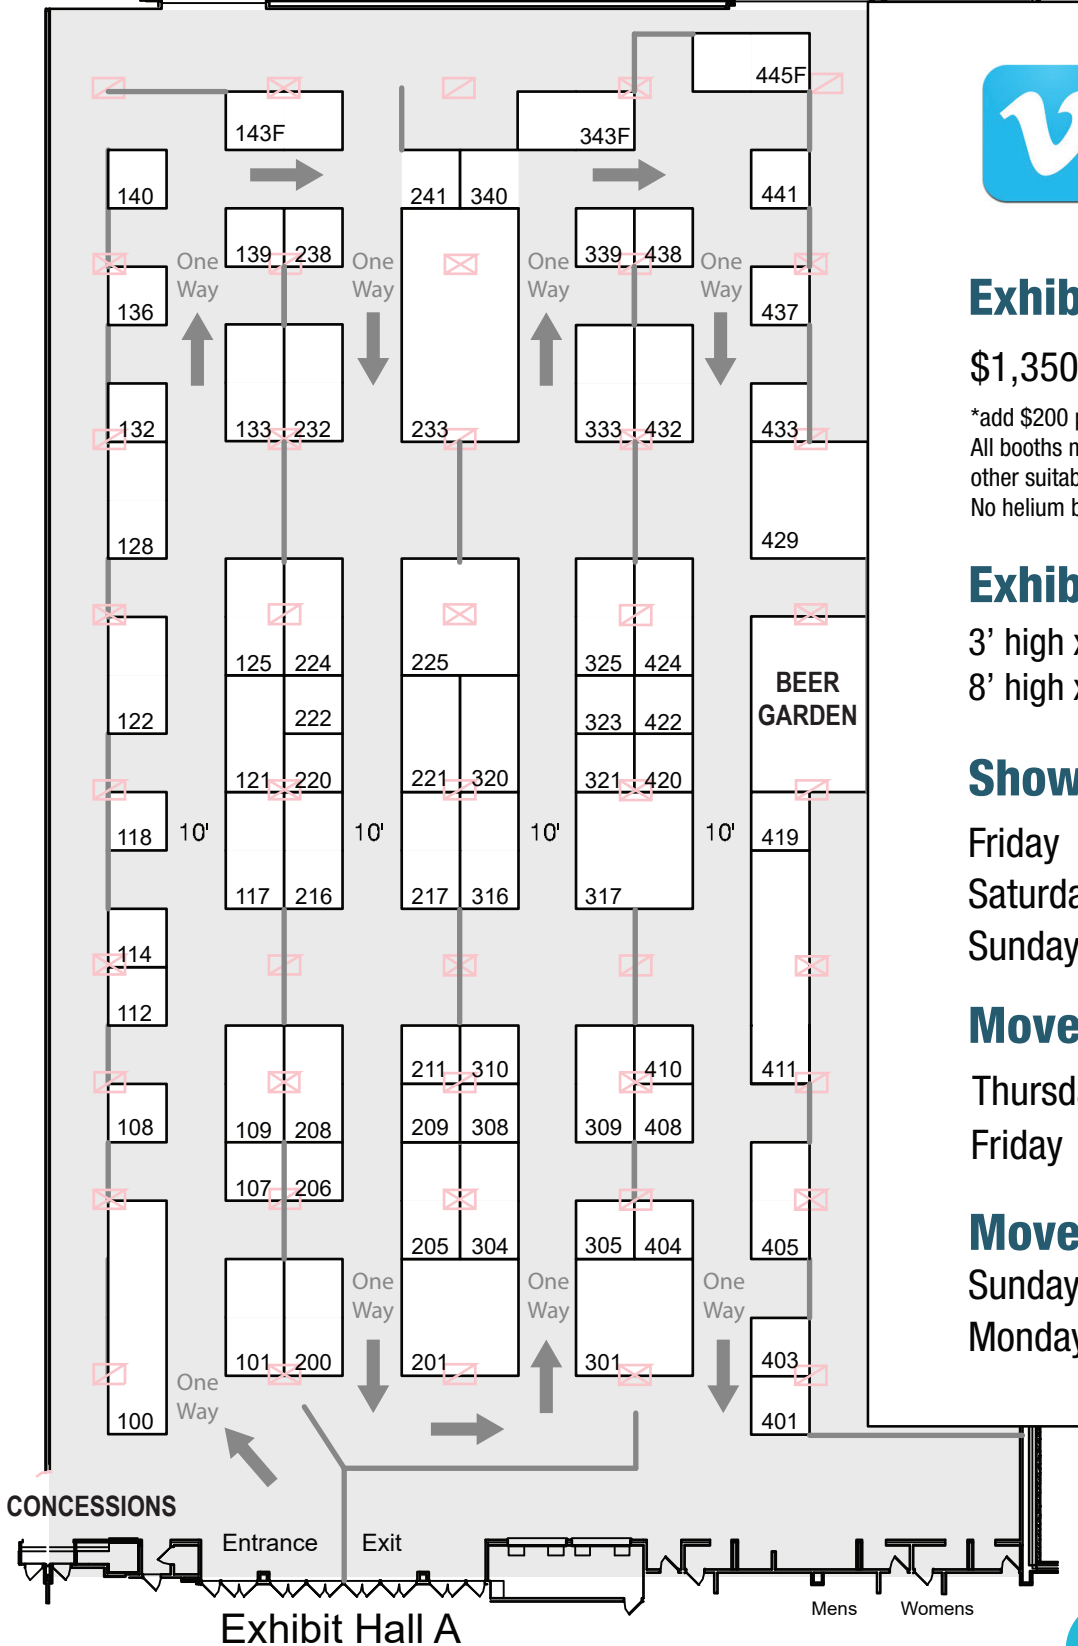 445F
143F
343F
140
241 340
441
139 238
339 438
One
Way
One
Way
One
Way
One
Way
136
437
132
133 232
233
333 432
433
128
429
125 224
225
325 424
122
222
323 422
BEER
GARDEN
121 220
221 320
321 420
118
10'
10'
10'
10'
419
117 216
217 316
317
114
112
211 310
410
411
108
109 208
209 308
309 408
107 206
205 304
305 404
405
One
Way
One
Way
One
Way
101 200
201
301
403
One
Way
100
401
CONCESSIONS
Entrance
Exit
Mens
Womens
Exhibit Hall A
Exhib
$1,350
*add $200 p
All booths n
other suitab
No helium b
Exhib
3’ high x
8’ high x
Show
Friday
Saturda
Sunday
Move
Thursda
Friday
Move
Sunday
Monday